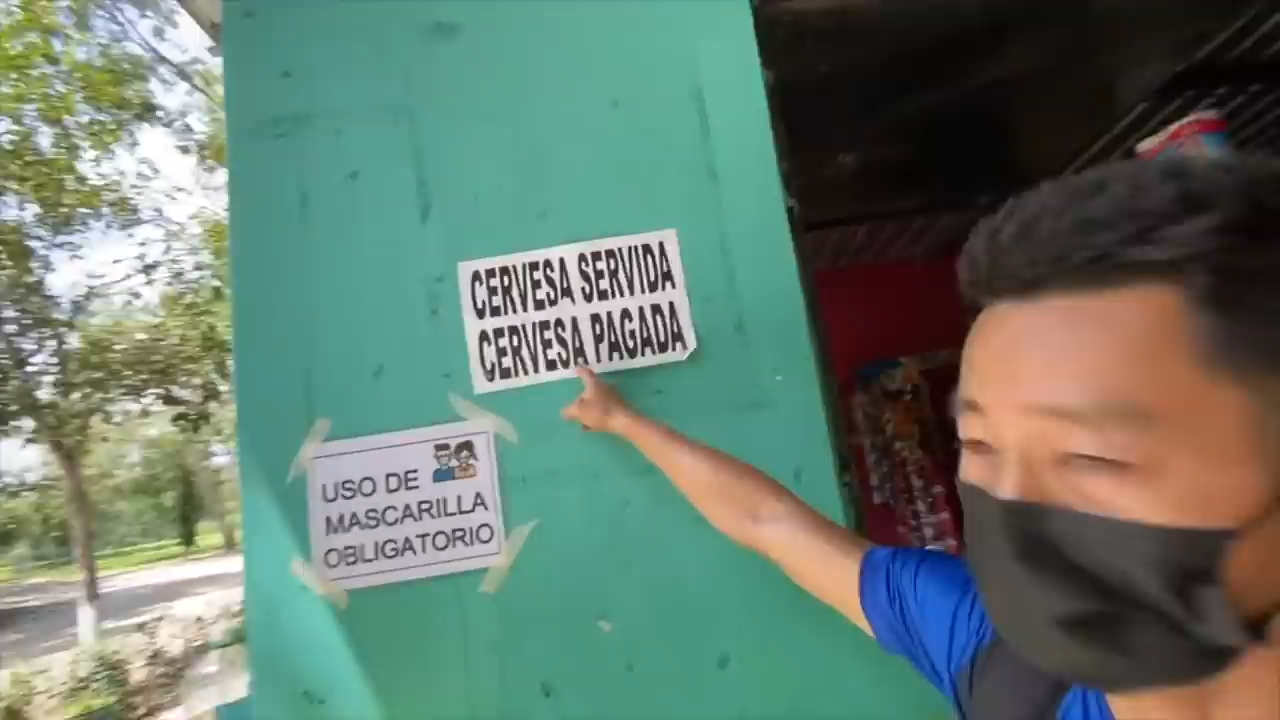 CERVESA SERVIDA
CERVESA PAGADA
USO DE
MASCARILLA
OBLIGATORIO